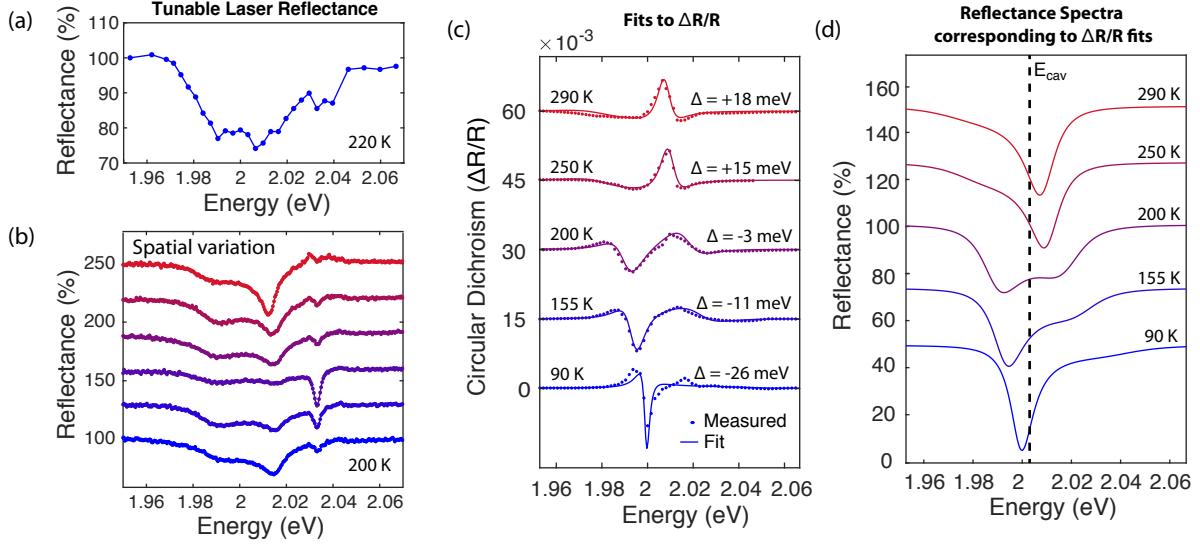 (a)
Tunable Laser Reflectance
Reflectance (%)
110
100
90
80
70
220 K
1.96 1.98 2 2.02 2.04 2.06
Energy (eV)
(b)
Spatial variation
Reflectance (%)
250
200
150
100
200 K
1.96 1.98 2 2.02 2.04 2.06
Energy (eV)
(c)
Fits to ΔR/R
× 10⁻³
Circular Dichroism (ΔR/R)
60
45
30
15
0
290 K Δ = +18 meV
250 K Δ = +15 meV
200 K Δ = -3 meV
155 K Δ = -11 meV
90 K Δ = -26 meV
Measured
Fit
1.96 1.98 2 2.02 2.04 2.06
Energy (eV)
(d)
Reflectance Spectra
corresponding to ΔR/R fits
E_cav
Reflectance (%)
160
140
120
100
80
60
40
20
0
290 K
250 K
200 K
155 K
90 K
1.96 1.98 2 2.02 2.04 2.06
Energy (eV)